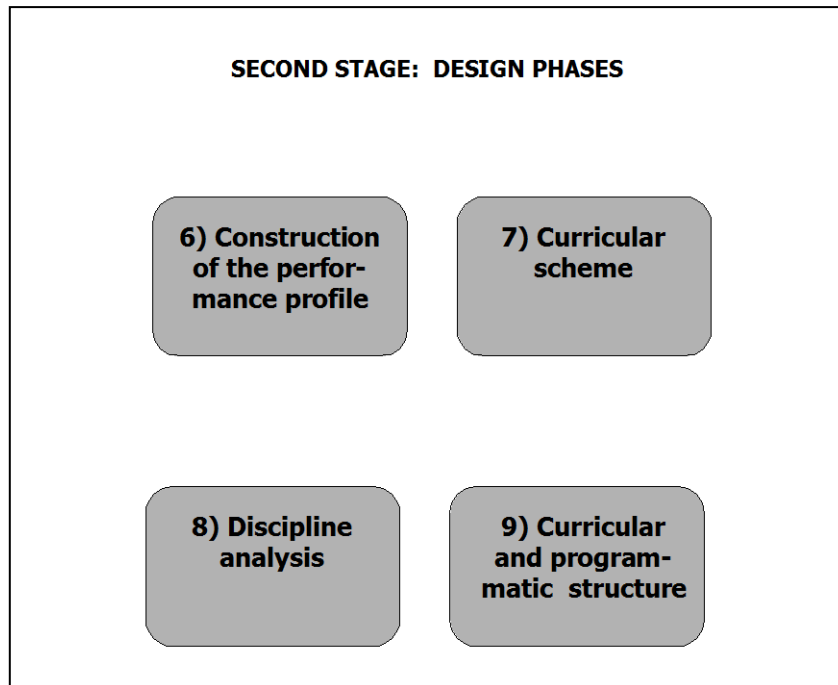 SECOND STAGE:  DESIGN PHASES
6) Construction
of the perfor-
mance profile
7) Curricular
scheme
8) Discipline
analysis
9) Curricular
and program-
matic  structure